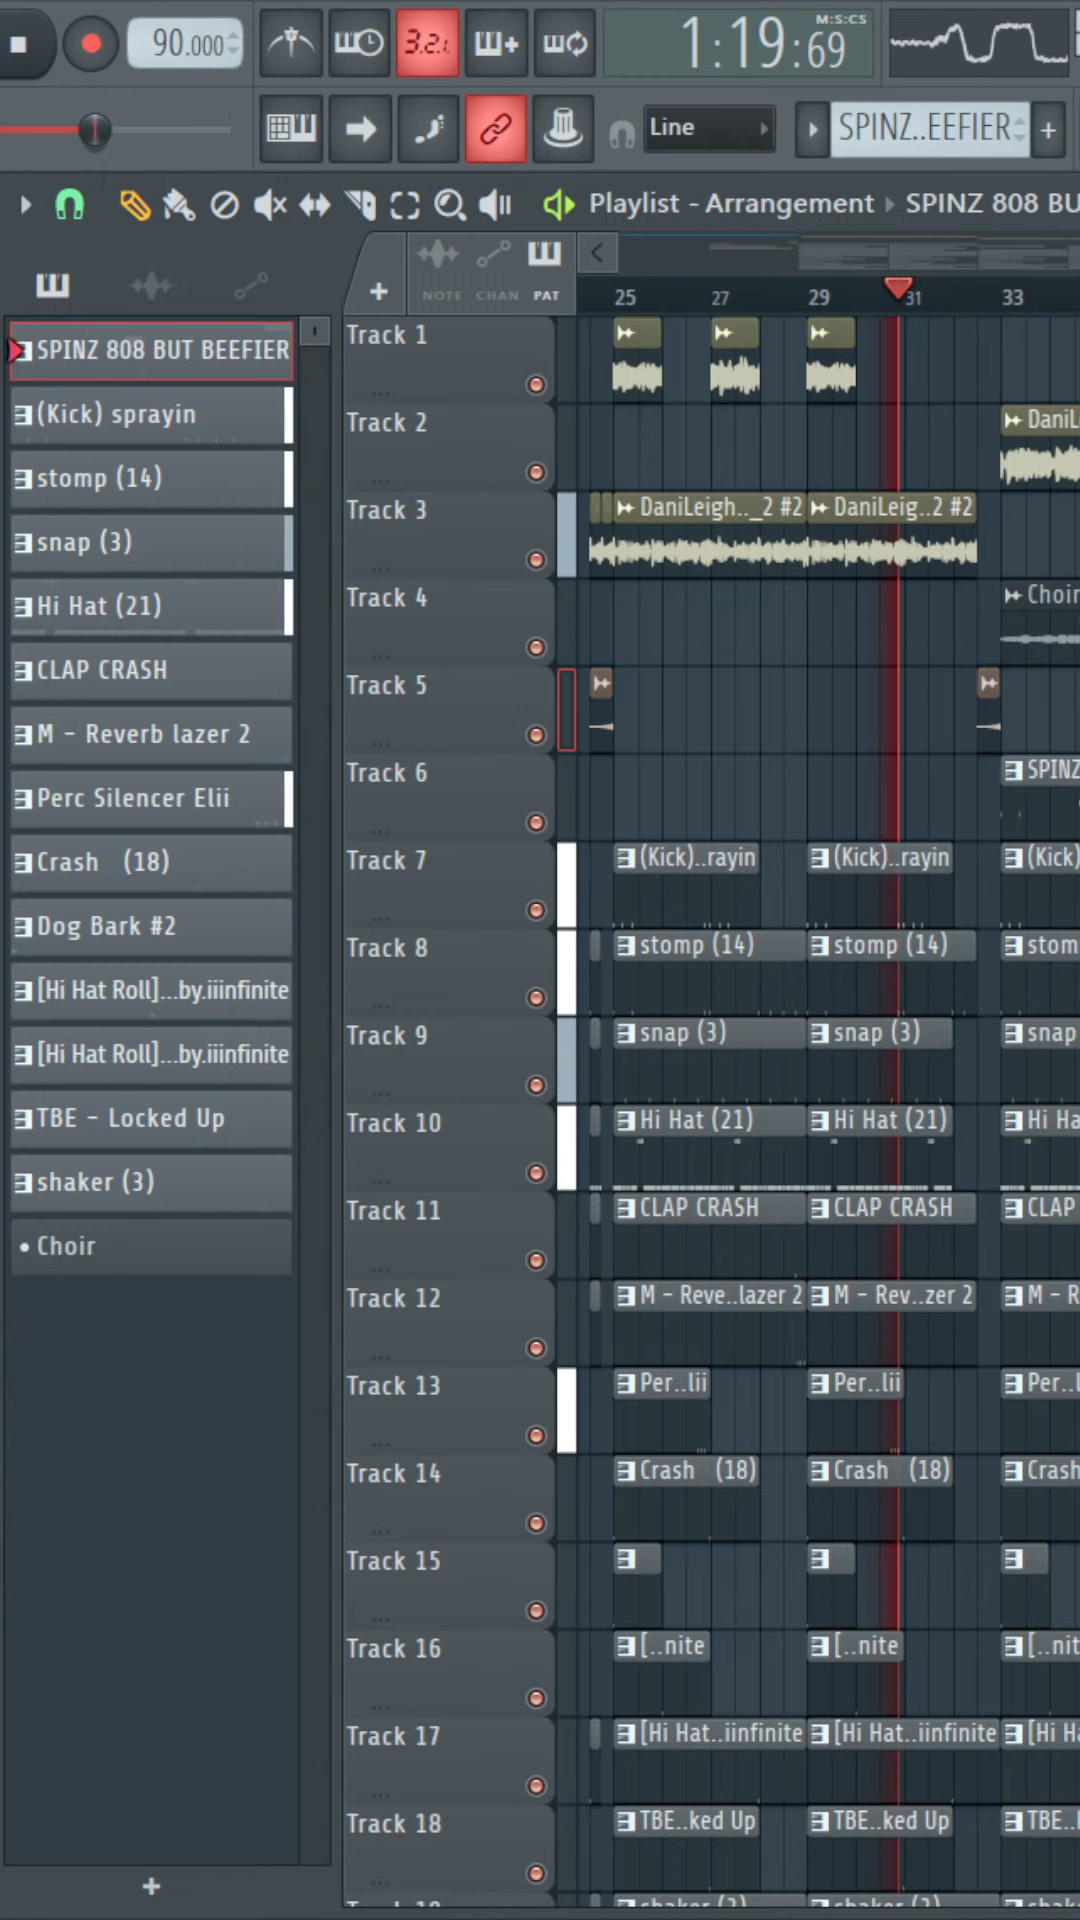 90.000
3.2.1
M:S:CS
1:19:69
Line
SPINZ..EEFIER
Playlist - Arrangement ▸ SPINZ 808 BU
NOTE CHAN PAT
25 27 29 31 33
SPINZ 808 BUT BEEFIER
(Kick) sprayin
stomp (14)
snap (3)
Hi Hat (21)
CLAP CRASH
M - Reverb lazer 2
Perc Silencer Elii
Crash (18)
Dog Bark #2
[Hi Hat Roll]...by.iiinfinite
[Hi Hat Roll]...by.iiinfinite
TBE - Locked Up
shaker (3)
Choir
Track 1
Track 2
DaniL
Track 3
DaniLeigh.._2 #2 DaniLeig..2 #2
Track 4
Choir
Track 5
Track 6
SPINZ
Track 7
(Kick)..rayin (Kick)..rayin (Kick)
Track 8
stomp (14) stomp (14) stom
Track 9
snap (3) snap (3) snap
Track 10
Hi Hat (21) Hi Hat (21) Hi Ha
Track 11
CLAP CRASH CLAP CRASH CLAP
Track 12
M - Reve..lazer 2 M - Rev..zer 2 M - R
Track 13
Per..lii Per..lii Per..l
Track 14
Crash (18) Crash (18) Crash
Track 15
Track 16
[..nite [..nite [..nit
Track 17
[Hi Hat..iinfinite [Hi Hat..iinfinite [Hi Ha
Track 18
TBE..ked Up TBE..ked Up TBE..
shaker (3) shaker (3) shake